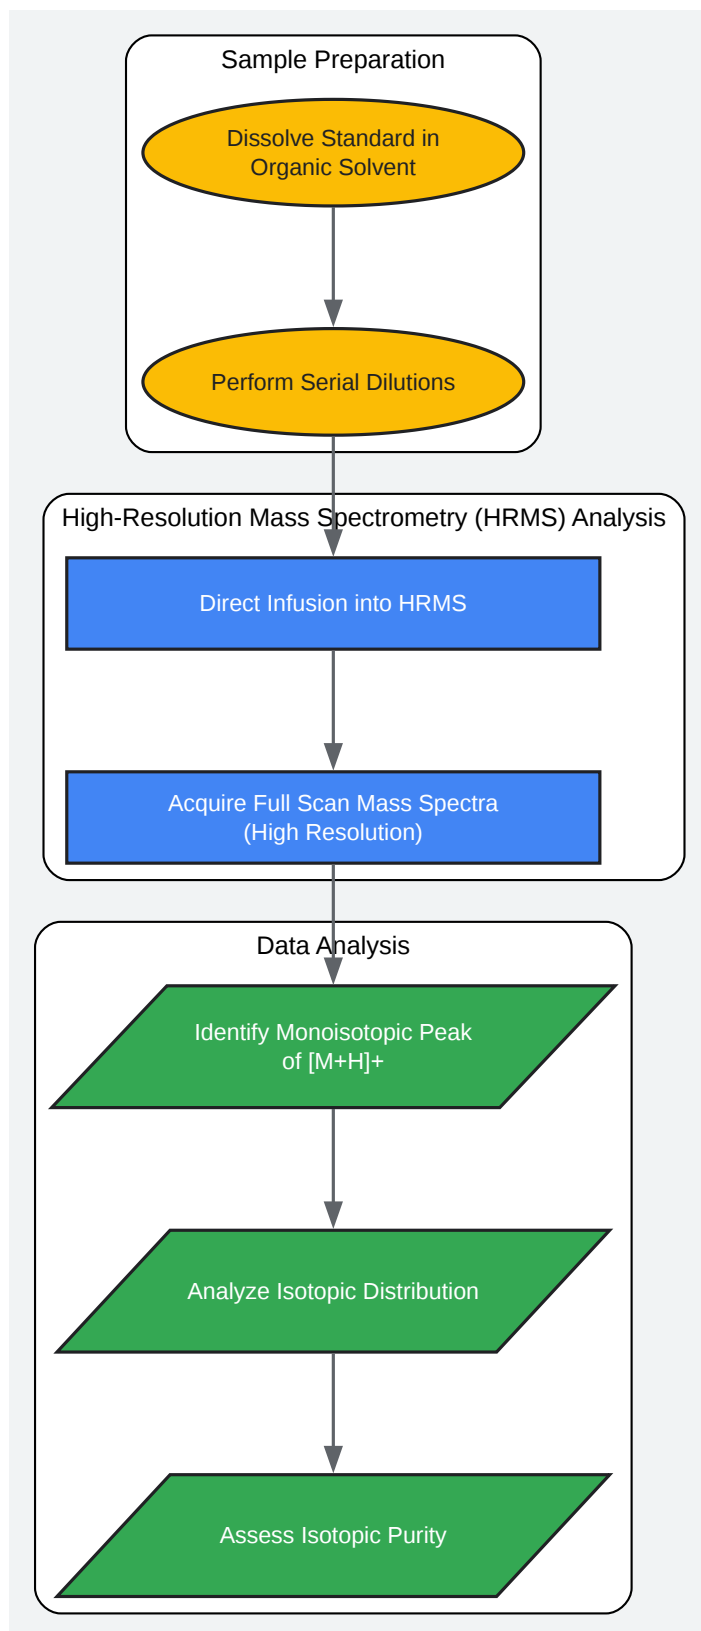 Sample Preparation
Dissolve Standard in
Organic Solvent
Perform Serial Dilutions
High-Resolution Mass Spectrometry (HRMS) Analysis
Direct Infusion into HRMS
Acquire Full Scan Mass Spectra
(High Resolution)
Data Analysis
Identify Monoisotopic Peak
of [M+H]+
Analyze Isotopic Distribution
Assess Isotopic Purity